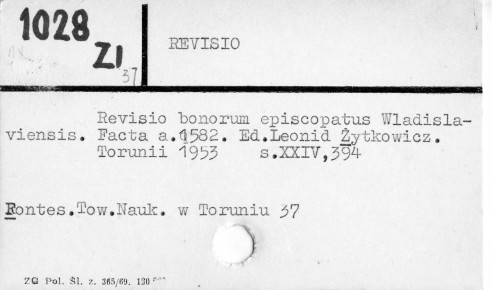 1028
ZI
37
REVISIO
Revisio bonorum episcopatus Wladisla-
viensis. Facta a.1582. Ed.Leonid Żytkowicz.
Torunii 1953 s.XXIV,394
Fontes.Tow.Nauk. w Toruniu 37
ZG Pol. Śl. z. 365/69. 120